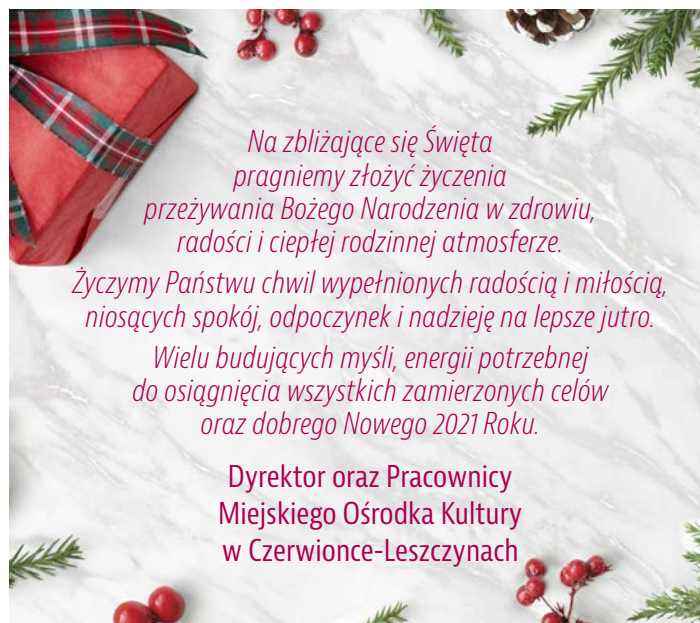 Na zbliżające się Święta
pragniemy złożyć życzenia
przeżywania Bożego Narodzenia w zdrowiu,
radości i ciepłej rodzinnej atmosferze.
Życzymy Państwu chwil wypełnionych radością i miłością,
niosących spokój, odpoczynek i nadzieję na lepsze jutro.
Wielu budujących myśli, energii potrzebnej
do osiągnięcia wszystkich zamierzonych celów
oraz dobrego Nowego 2021 Roku.
Dyrektor oraz Pracownicy
Miejskiego Ośrodka Kultury
w Czerwionce-Leszczynach